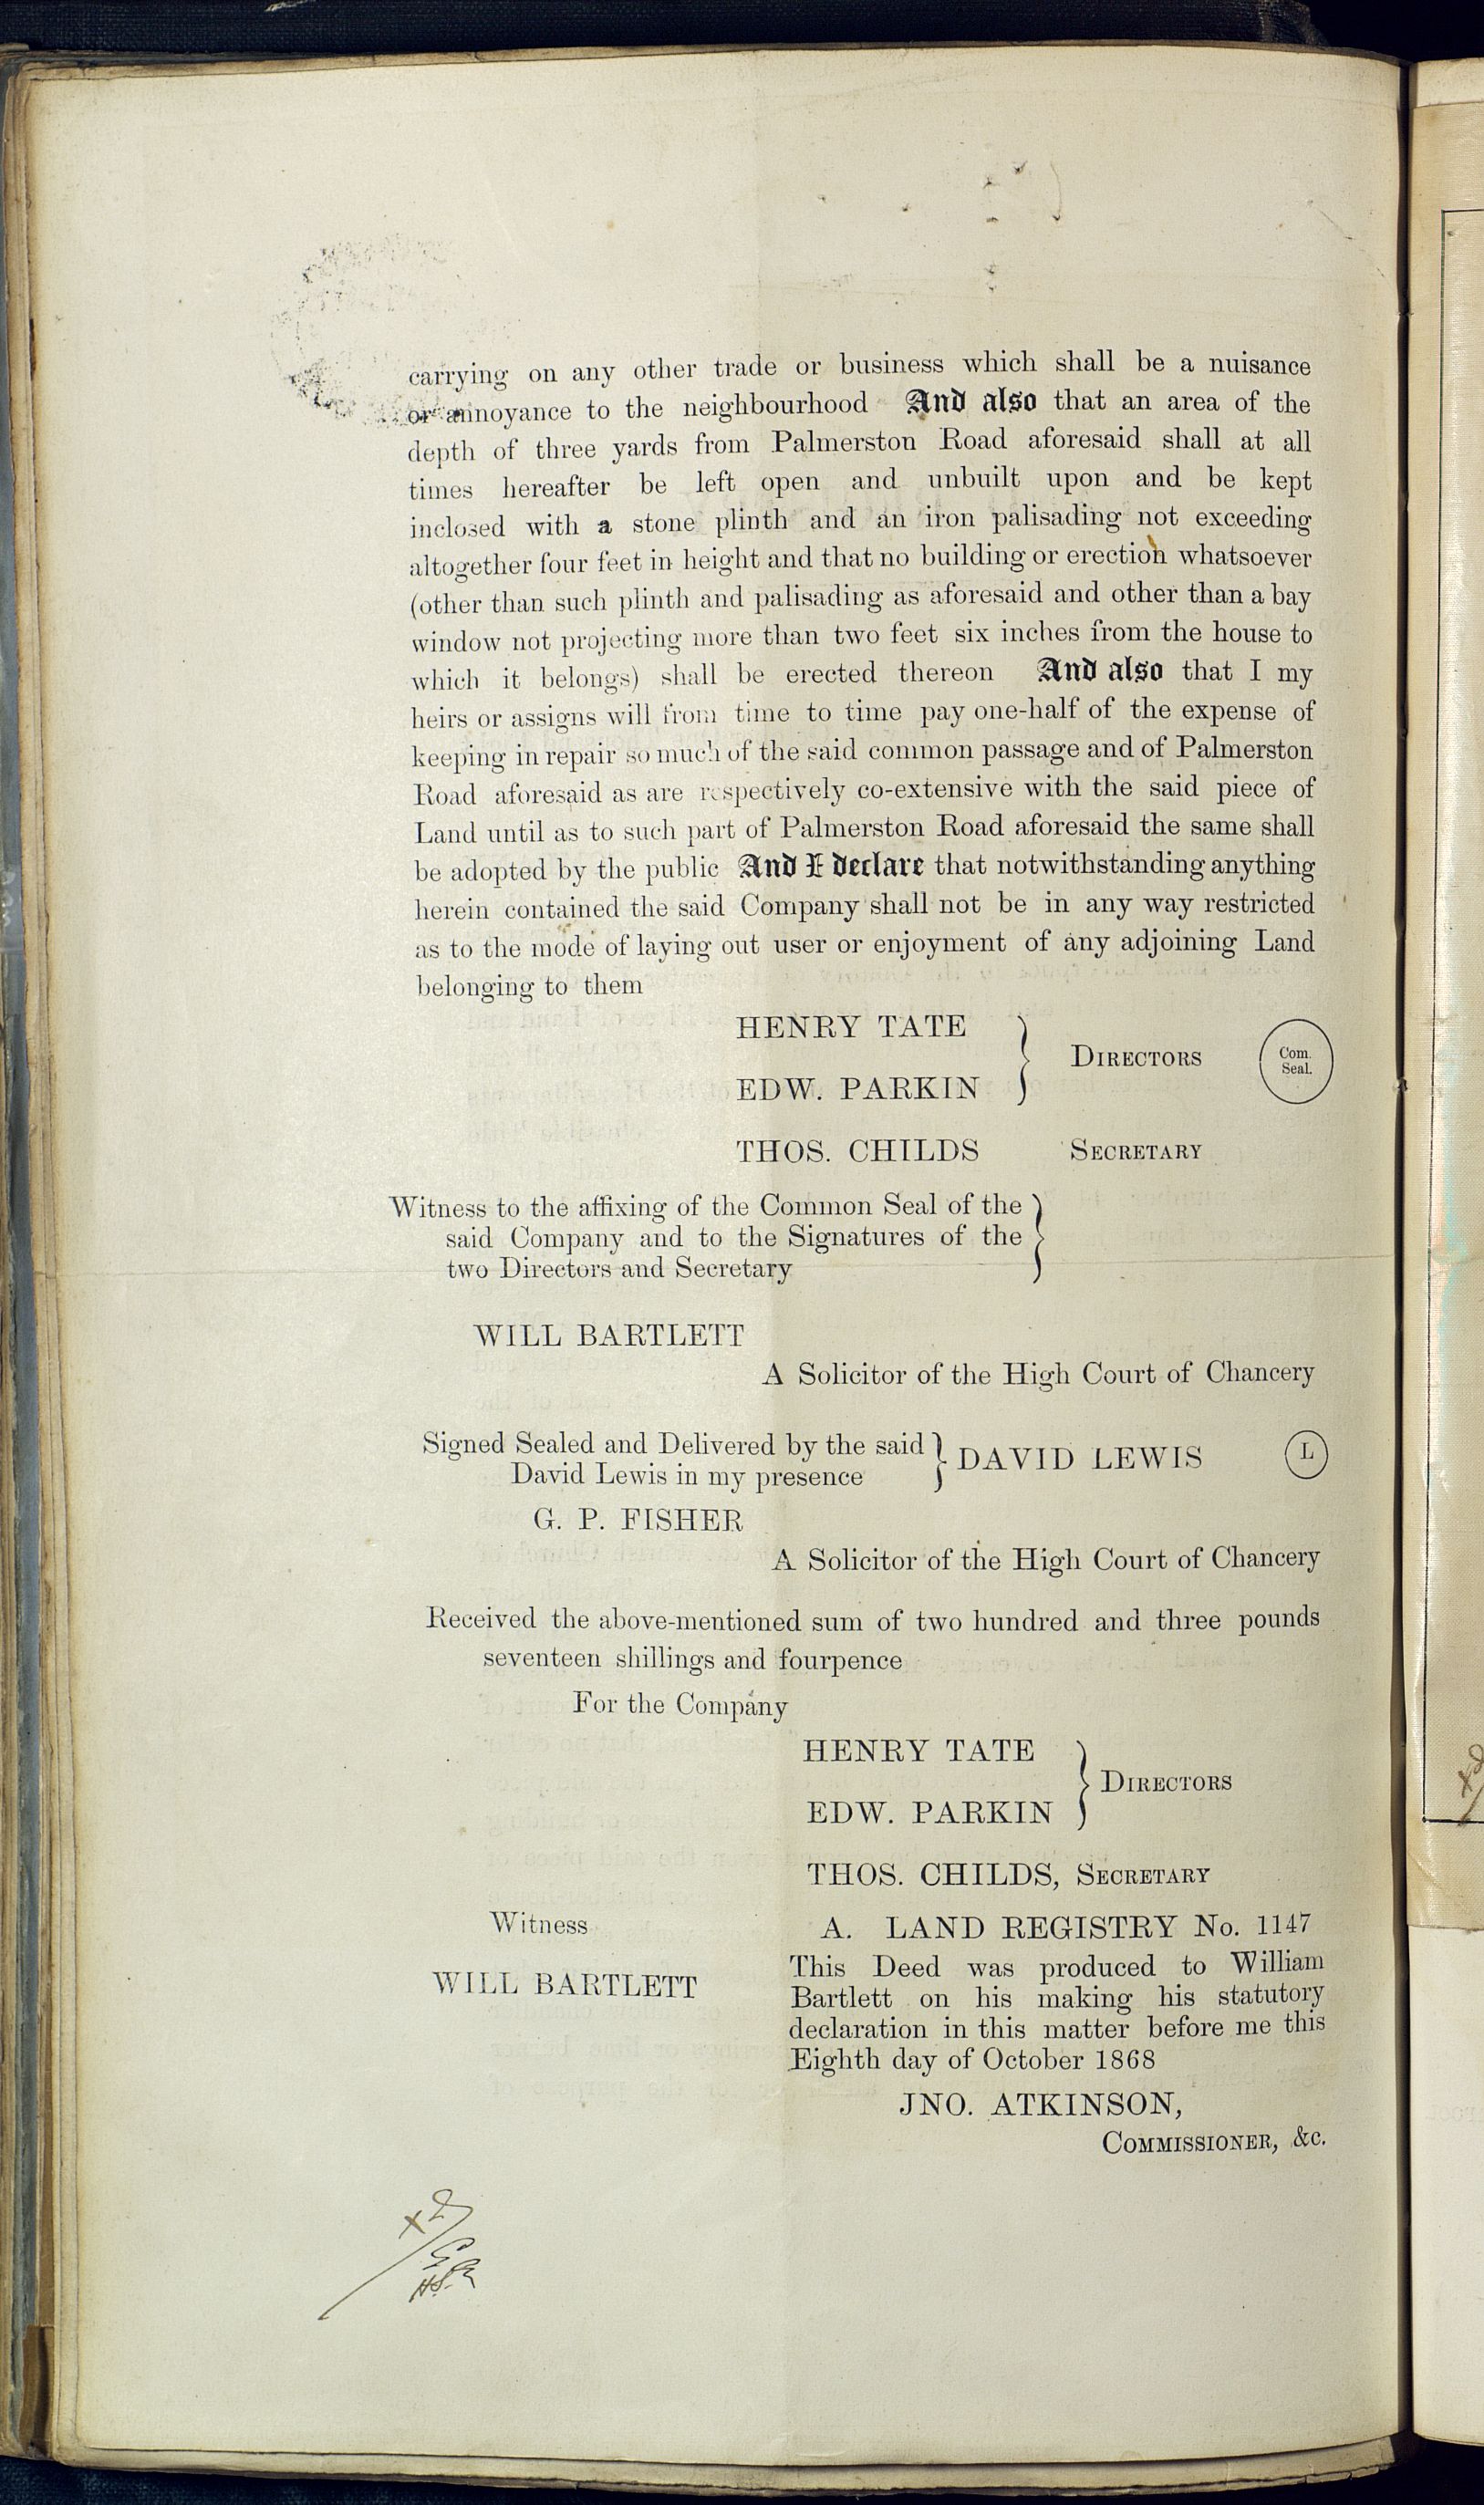 carrying on any other trade or business which shall be a nuisance
or annoyance to the neighbourhood And also that an area of the
depth of three yards from Palmerston Road aforesaid shall at all
times hereafter be left open and unbuilt upon and be kept
inclosed with a stone plinth and an iron palisading not exceeding
altogether four feet in height and that no building or erection whatsoever
(other than such plinth and palisading as aforesaid and other than a bay
window not projecting more than two feet six inches from the house to
which it belongs) shall be erected thereon And also that I my
heirs or assigns will from time to time pay one-half of the expense of
keeping in repair so much of the said common passage and of Palmerston
Road aforesaid as are respectively co-extensive with the said piece of
Land until as to such part of Palmerston Road aforesaid the same shall
be adopted by the public And I declare that notwithstanding anything
herein contained the said Company shall not be in any way restricted
as to the mode of laying out user or enjoyment of any adjoining Land
belonging to them
HENRY TATE
EDW. PARKIN
DIRECTORS
Com.
Seal.
THOS. CHILDS SECRETARY
Witness to the affixing of the Common Seal of the
said Company and to the Signatures of the
two Directors and Secretary
WILL BARTLETT
A Solicitor of the High Court of Chancery
Signed Sealed and Delivered by the said
David Lewis in my presence
DAVID LEWIS L
G. P. FISHER
A Solicitor of the High Court of Chancery
Received the above-mentioned sum of two hundred and three pounds
seventeen shillings and fourpence
For the Company
HENRY TATE
EDW. PARKIN
DIRECTORS
THOS. CHILDS, SECRETARY
Witness
WILL BARTLETT
A. LAND REGISTRY No. 1147
This Deed was produced to William
Bartlett on his making his statutory
declaration in this matter before me this
Eighth day of October 1868
JNO. ATKINSON,
COMMISSIONER, &c.